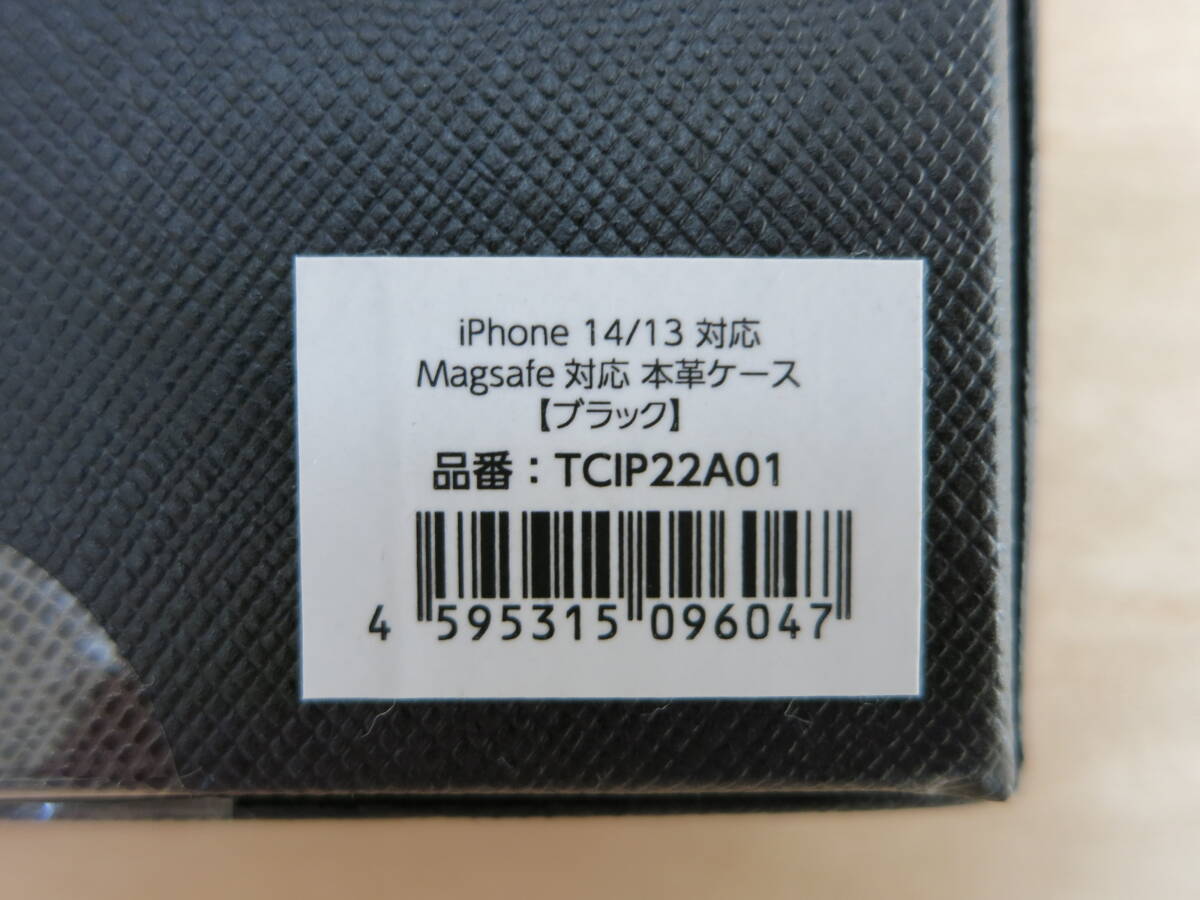 iPhone 14/13 対応
Magsafe 対応 本革ケース
【ブラック】
品番：TCIP22A01
4 595315 096047